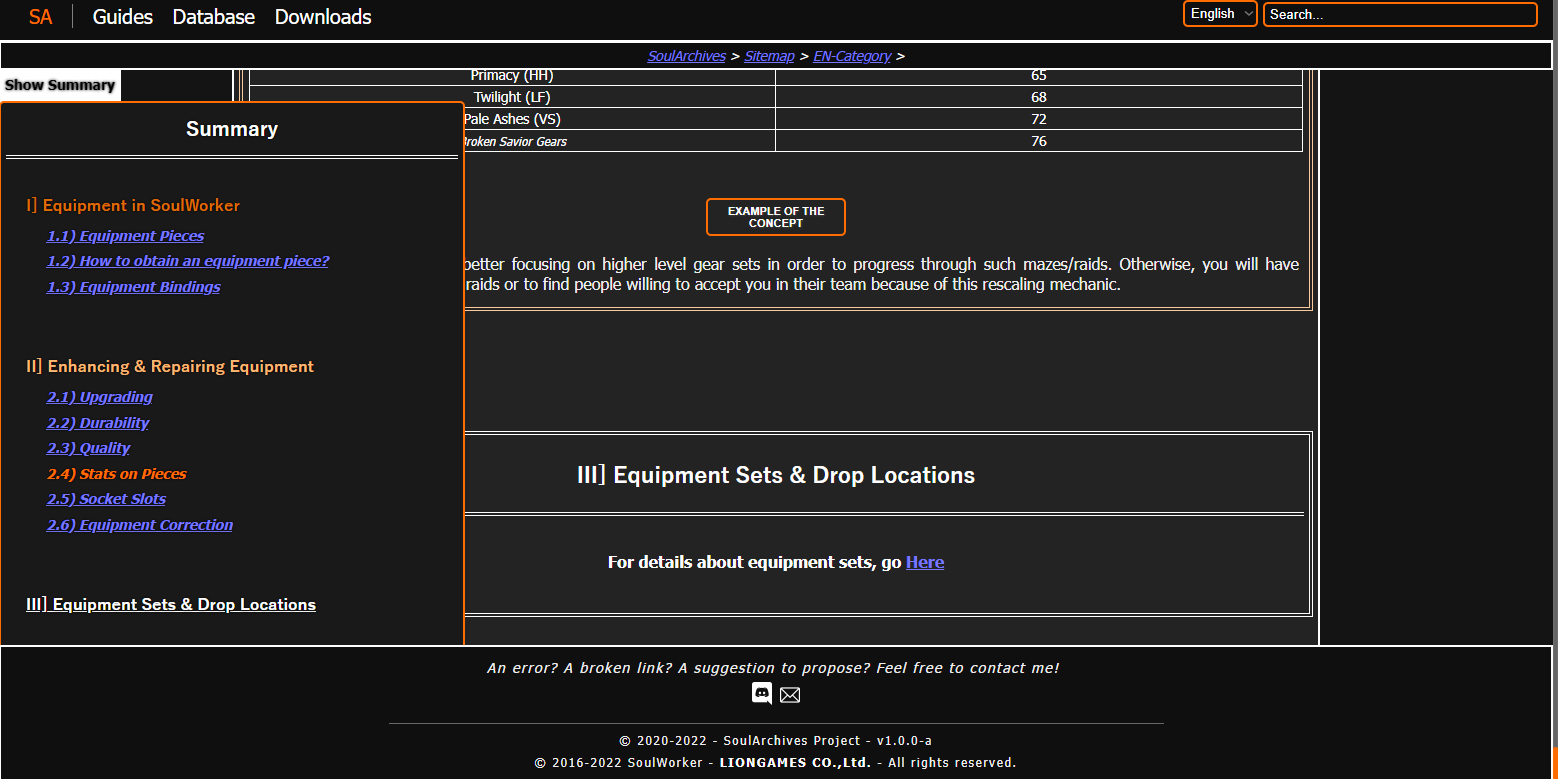 SA Guides Database Downloads English Search...
SoulArchives > Sitemap > EN-Category >
Show Summary
Primacy (HH) 65
Twilight (LF) 68
Pale Ashes (VS) 72
Broken Savior Gears 76
Summary
I] Equipment in SoulWorker
1.1) Equipment Pieces
1.2) How to obtain an equipment piece?
1.3) Equipment Bindings
II] Enhancing & Repairing Equipment
2.1) Upgrading
2.2) Durability
2.3) Quality
2.4) Stats on Pieces
2.5) Socket Slots
2.6) Equipment Correction
III] Equipment Sets & Drop Locations
EXAMPLE OF THE
CONCEPT
better focusing on higher level gear sets in order to progress through such mazes/raids. Otherwise, you will have
raids or to find people willing to accept you in their team because of this rescaling mechanic.
III] Equipment Sets & Drop Locations
For details about equipment sets, go Here
An error? A broken link? A suggestion to propose? Feel free to contact me!
© 2020-2022 - SoulArchives Project - v1.0.0-a
© 2016-2022 SoulWorker - LIONGAMES CO.,Ltd. - All rights reserved.